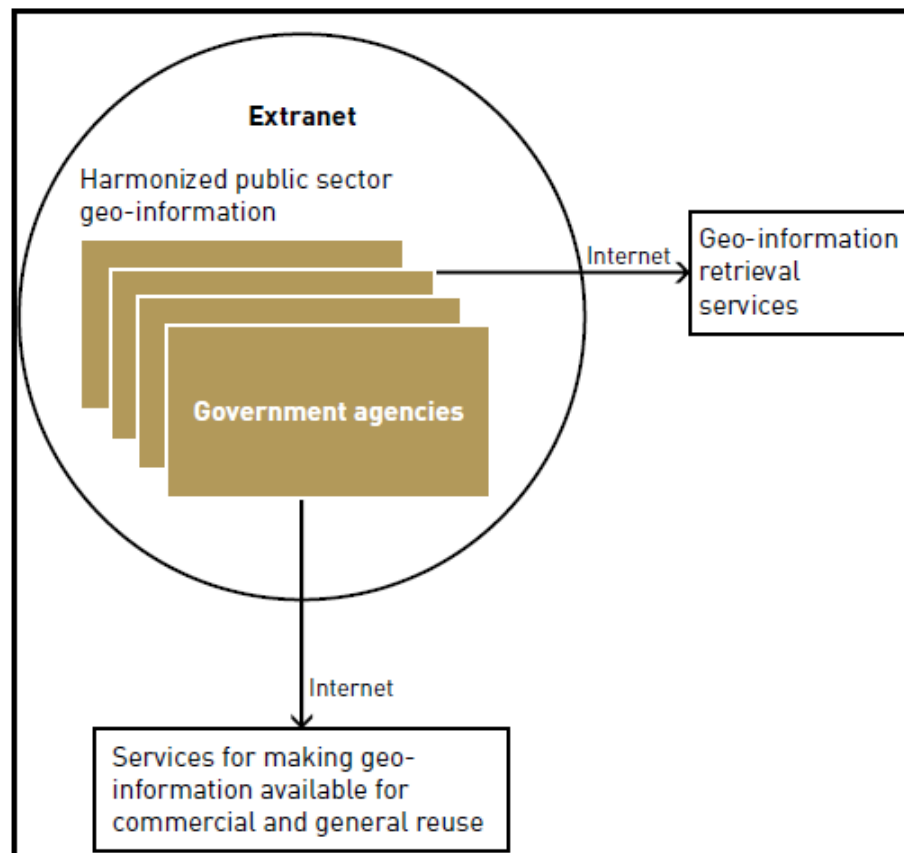 Extranet
Harmonized public sector
geo-information
Government agencies
Internet
Geo-information
retrieval
services
Internet
Services for making geo-
information available for
commercial and general reuse